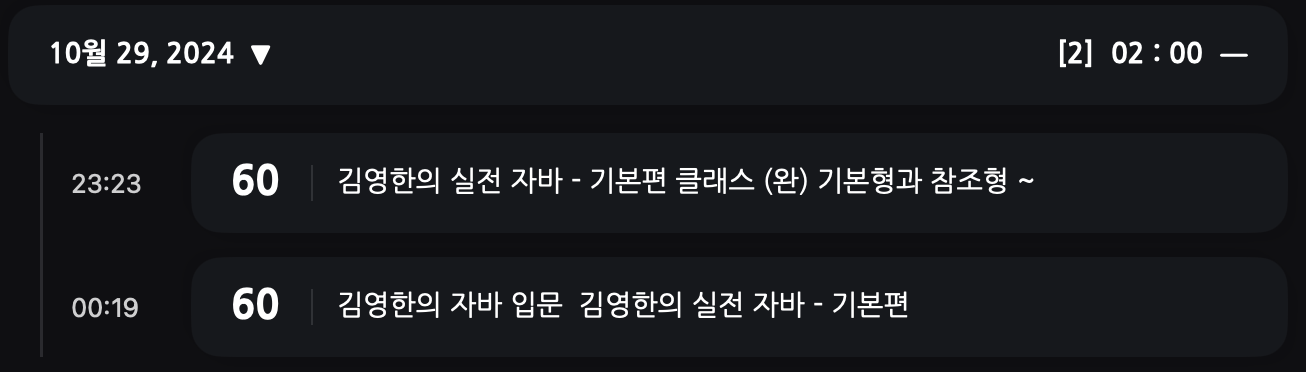 10월 29, 2024 ▼ [2] 02 : 00 —
23:23 60 김영한의 실전 자바 - 기본편 클래스 (완) 기본형과 참조형 ~
00:19 60 김영한의 자바 입문  김영한의 실전 자바 - 기본편